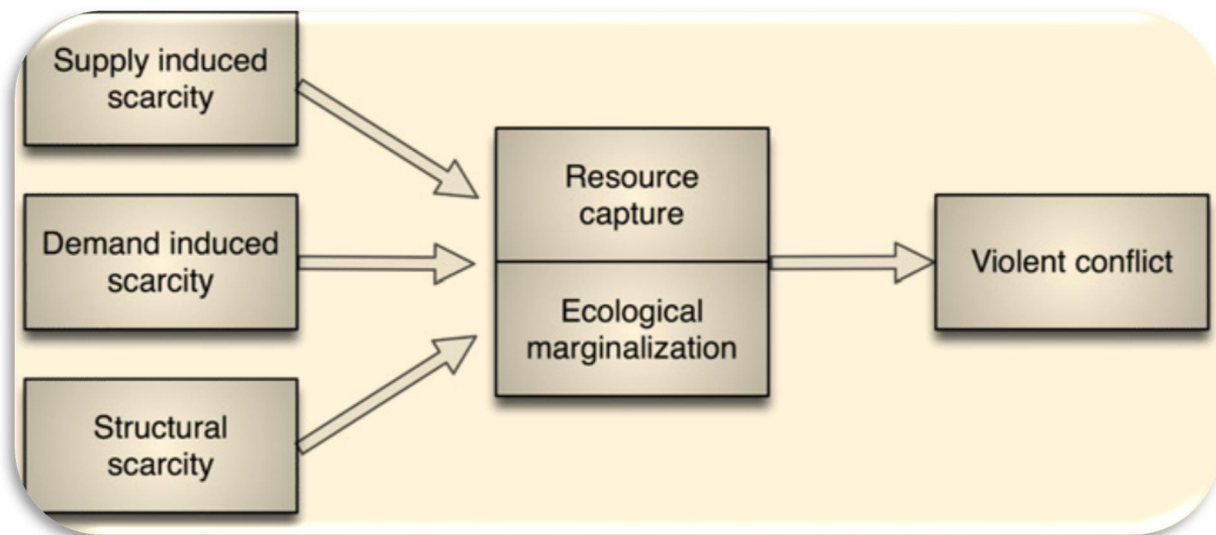 Supply induced
scarcity
Demand induced
scarcity
Structural
scarcity
Resource
capture
Ecological
marginalization
Violent conflict